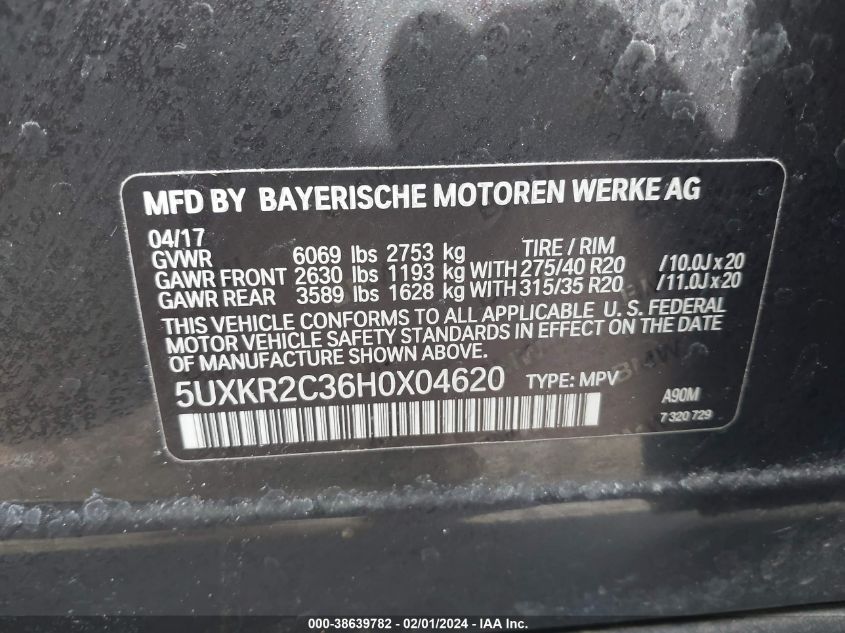 MFD BY BAYERISCHE MOTOREN WERKE AG
04/17
GVWR 6069 lbs 2753 kg TIRE / RIM
GAWR FRONT 2630 lbs 1193 kg WITH 275/40 R20 /10.0J x 20
GAWR REAR 3589 lbs 1628 kg WITH 315/35 R20 /11.0J x 20
THIS VEHICLE CONFORMS TO ALL APPLICABLE U. S. FEDERAL
MOTOR VEHICLE SAFETY STANDARDS IN EFFECT ON THE DATE
OF MANUFACTURE SHOWN ABOVE.
5UXKR2C36H0X04620 TYPE: MPV A90M
7 320 729
000-38639782 - 02/01/2024 - IAA Inc.